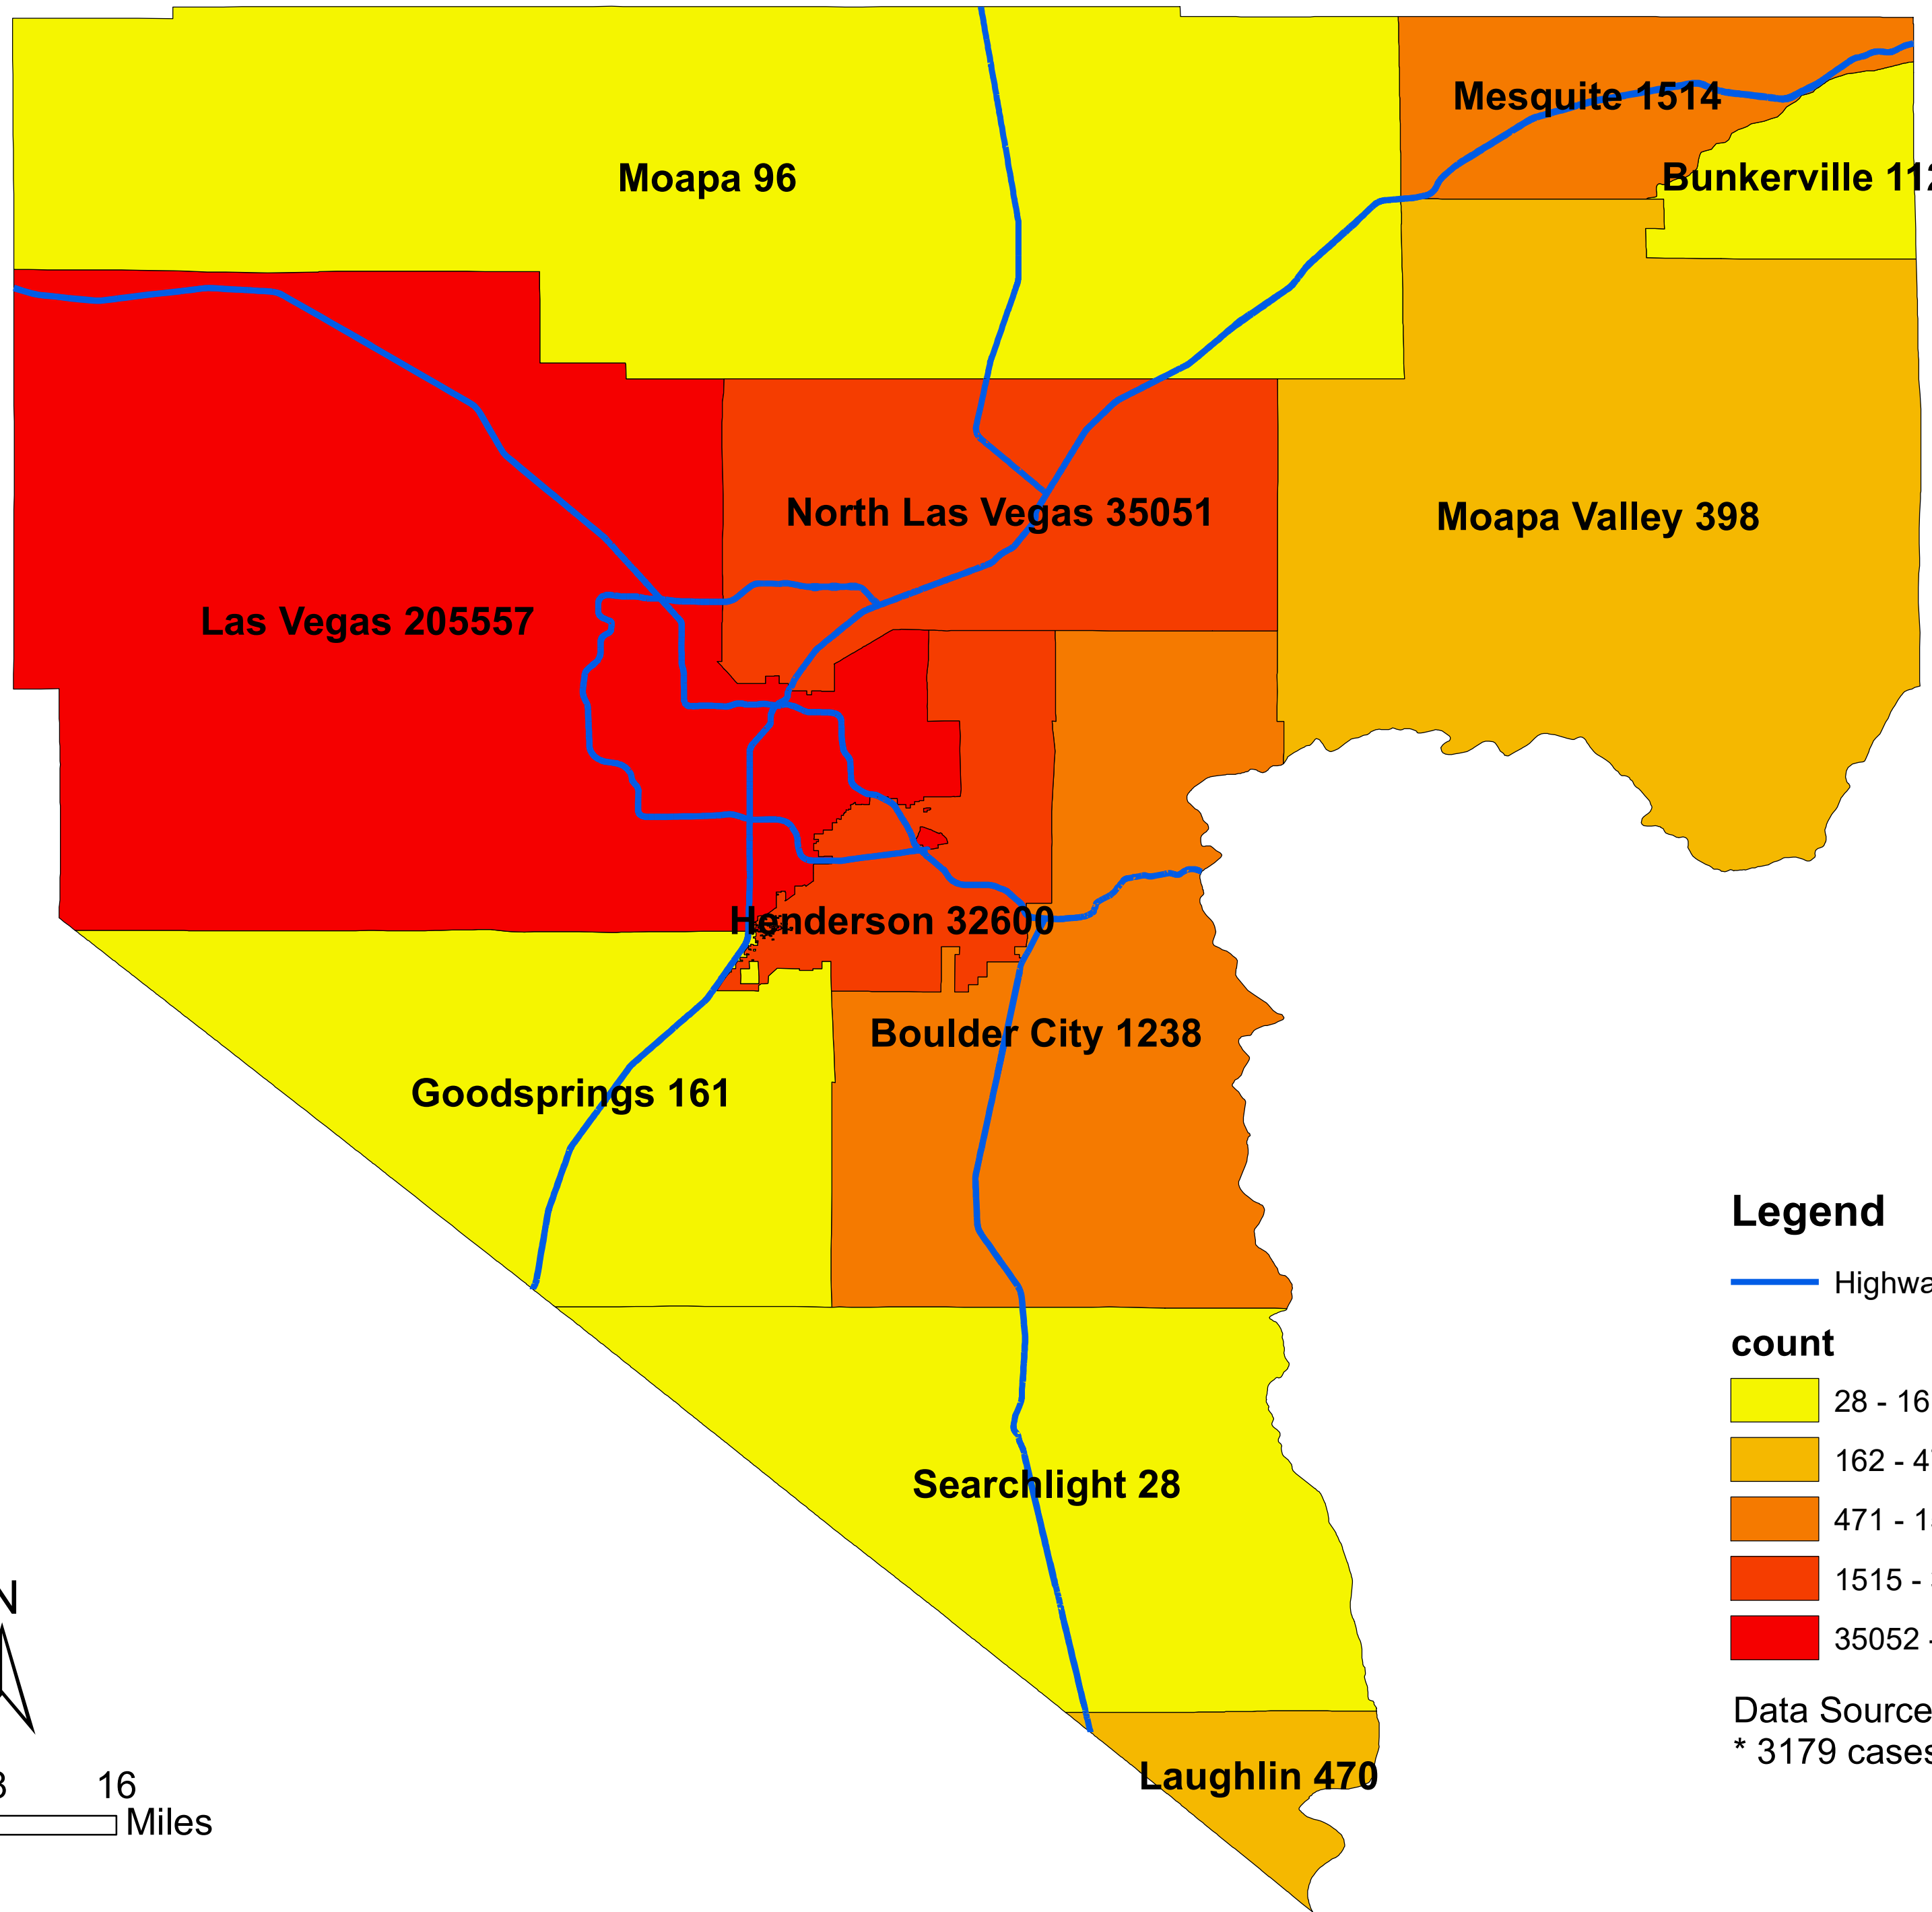 Mesquite 1514
Moapa 96
Bunkerville 112
North Las Vegas 35051
Moapa Valley 398
Las Vegas 205557
Henderson 32600
Boulder City 1238
Goodsprings 161
Searchlight 28
Laughlin 470
Legend
count
28 - 16
162 - 4
471 - 1
1515 -
35052 -
Data Source
* 3179 cases
N
16
Miles